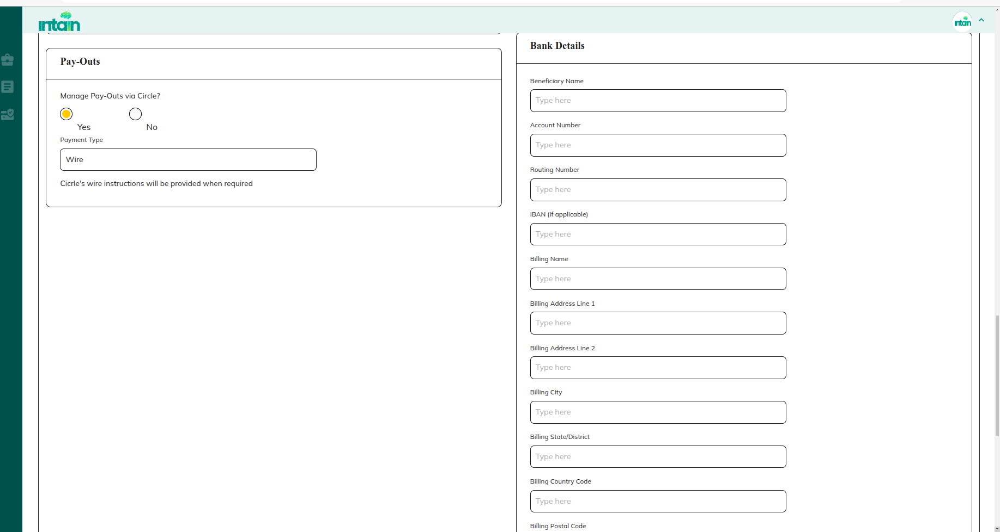 intain
intain
Pay-Outs
Manage Pay-Outs via Circle?
Yes
No
Payment Type
Wire
Cicrle's wire instructions will be provided when required
Bank Details
Beneficiary Name
Type here
Account Number
Type here
Routing Number
Type here
IBAN (if applicable)
Type here
Billing Name
Type here
Billing Address Line 1
Type here
Billing Address Line 2
Type here
Billing City
Type here
Billing State/District
Type here
Billing Country Code
Type here
Billing Postal Code